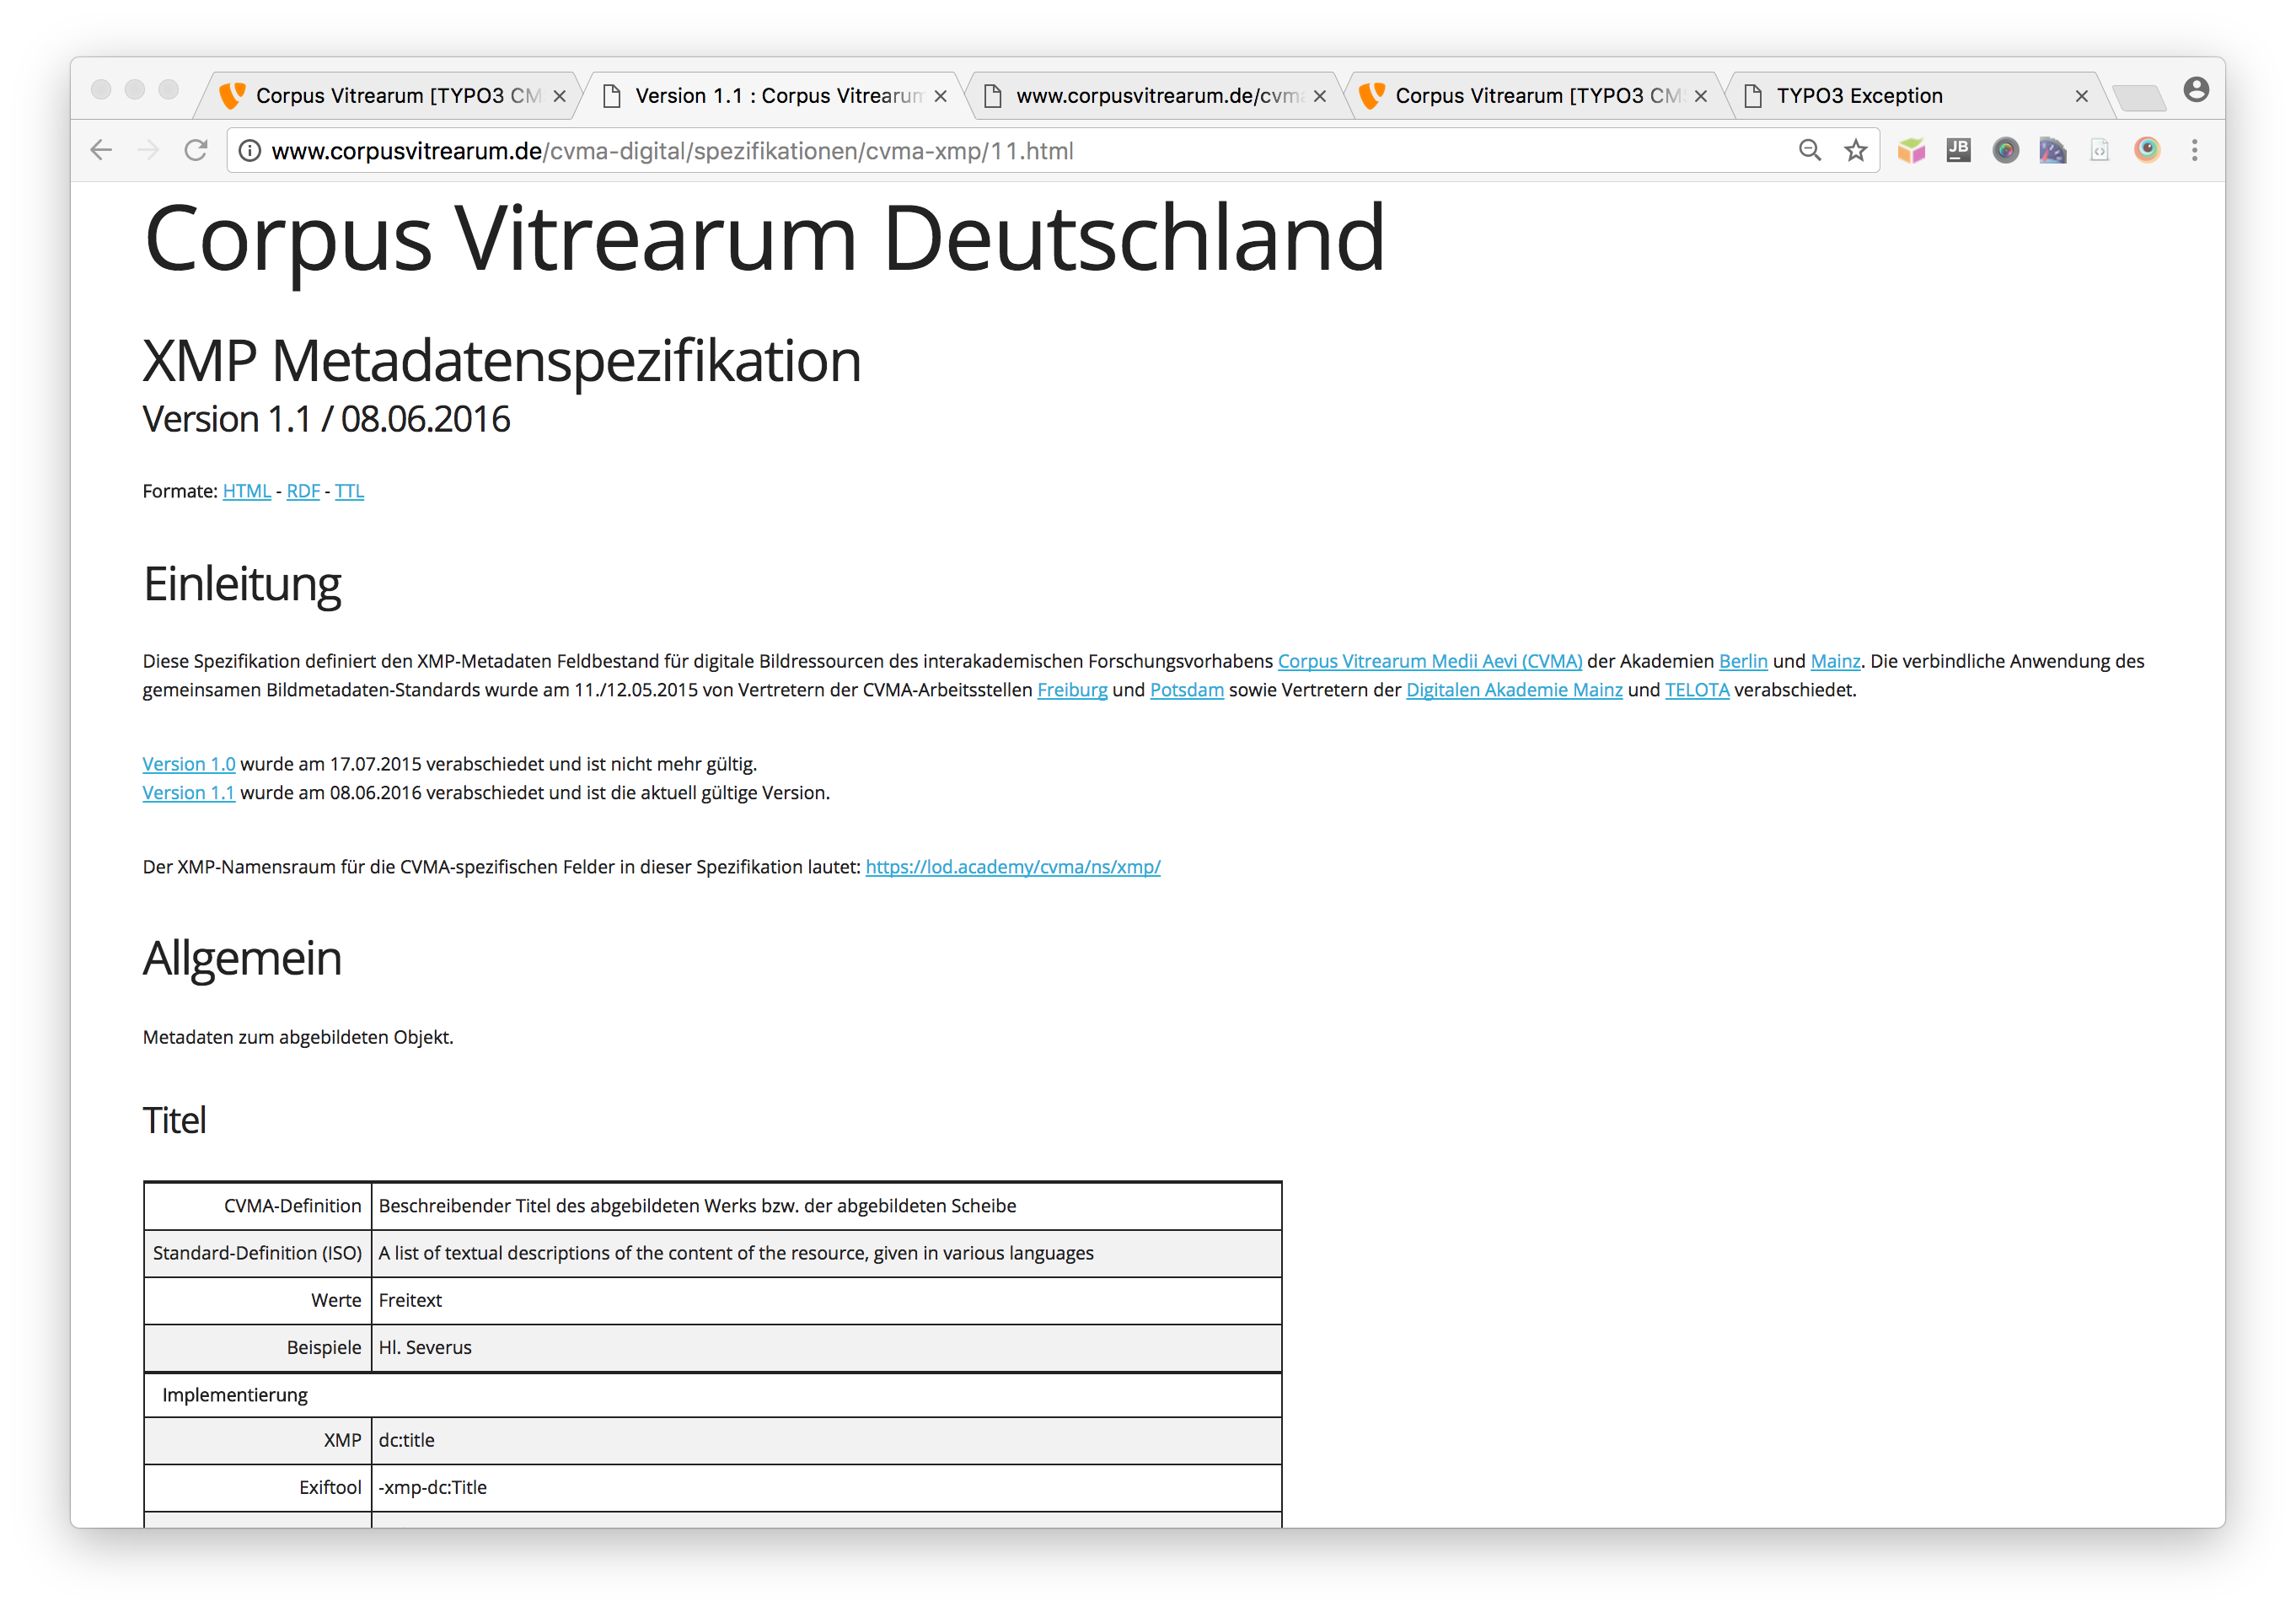 Corpus Vitrearum [TYPO3 CM
Version 1.1 : Corpus Vitrearum
www.corpusvitrearum.de/cvma
Corpus Vitrearum [TYPO3 CMS
TYPO3 Exception
www.corpusvitrearum.de/cvma-digital/spezifikationen/cvma-xmp/11.html
JB
Corpus Vitrearum Deutschland
XMP Metadatenspezifikation
Version 1.1 / 08.06.2016
Formate: HTML - RDF - TTL
Einleitung
Diese Spezifikation definiert den XMP-Metadaten Feldbestand für digitale Bildressourcen des interakademischen Forschungsvorhabens Corpus Vitrearum Medii Aevi (CVMA) der Akademien Berlin und Mainz. Die verbindliche Anwendung des
gemeinsamen Bildmetadaten-Standards wurde am 11./12.05.2015 von Vertretern der CVMA-Arbeitsstellen Freiburg und Potsdam sowie Vertretern der Digitalen Akademie Mainz und TELOTA verabschiedet.
Version 1.0 wurde am 17.07.2015 verabschiedet und ist nicht mehr gültig.
Version 1.1 wurde am 08.06.2016 verabschiedet und ist die aktuell gültige Version.
Der XMP-Namensraum für die CVMA-spezifischen Felder in dieser Spezifikation lautet: https://lod.academy/cvma/ns/xmp/
Allgemein
Metadaten zum abgebildeten Objekt.
Titel
CVMA-Definition Beschreibender Titel des abgebildeten Werks bzw. der abgebildeten Scheibe
Standard-Definition (ISO) A list of textual descriptions of the content of the resource, given in various languages
Werte Freitext
Beispiele Hl. Severus
Implementierung
XMP dc:title
Exiftool -xmp-dc:Title